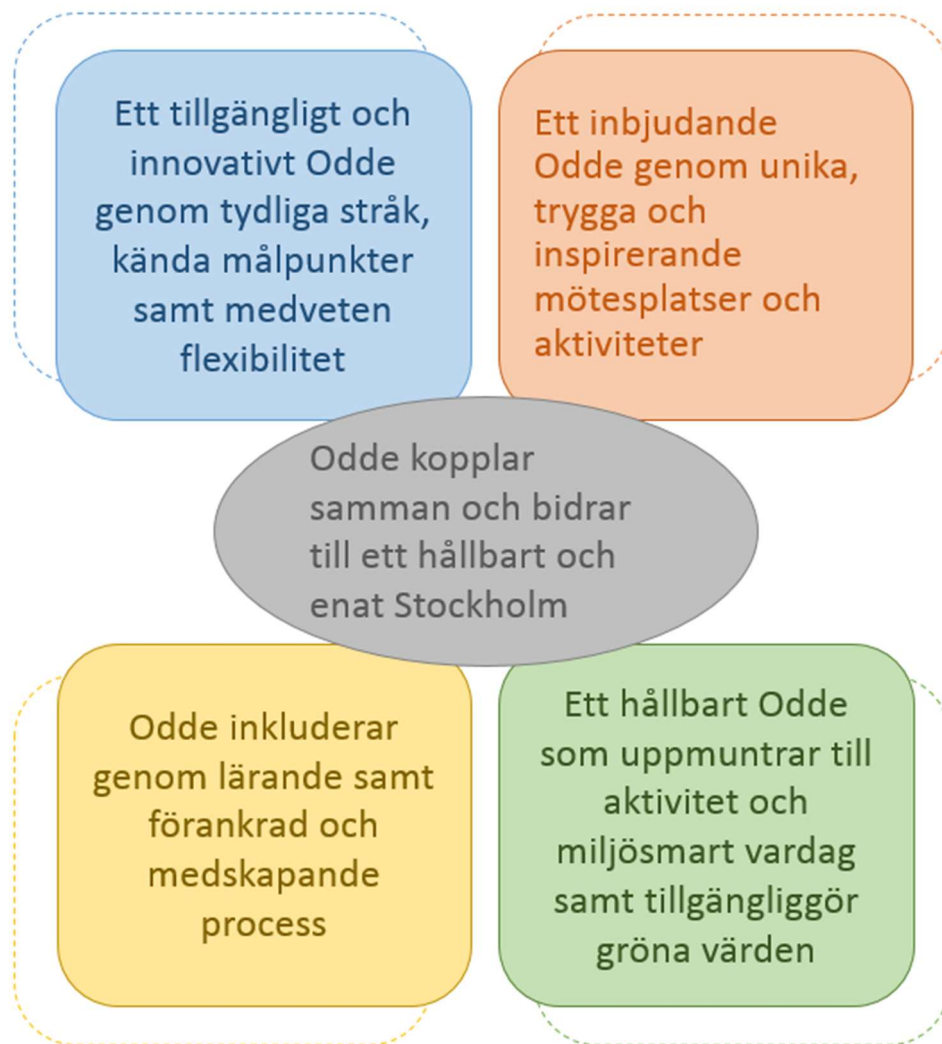 Ett tillgängligt och
innovativt Odde
genom tydliga stråk,
kända målpunkter
samt medveten
flexibilitet
Ett inbjudande
Odde genom unika,
trygga och
inspirerande
mötesplatser och
aktiviteter
Odde kopplar
samman och bidrar
till ett hållbart och
enat Stockholm
Odde inkluderar
genom lärande samt
förankrad och
medskapande
process
Ett hållbart Odde
som uppmuntrar till
aktivitet och
miljösmart vardag
samt tillgängliggör
gröna värden